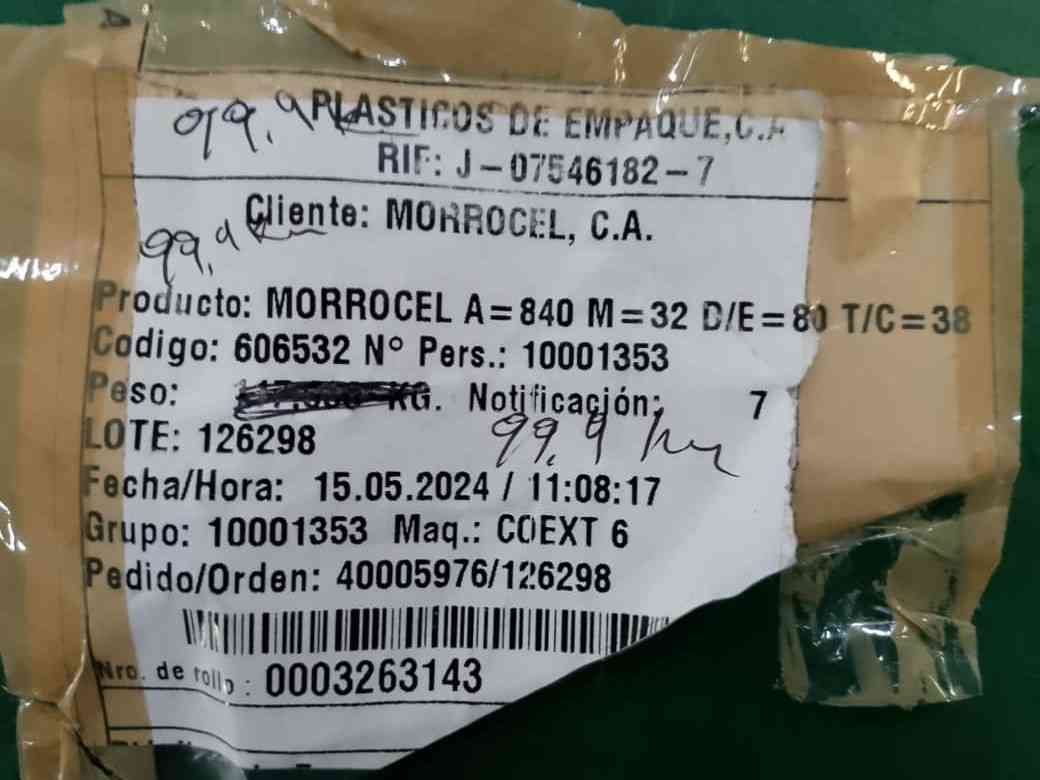 99.9 PLASTICOS DE EMPAQUE,C.A
RIF: J-07546182-7
Cliente: MORROCEL, C.A.
99.9
Producto: MORROCEL A=840 M=32 D/E=80 T/C=38
Codigo: 606532 N° Pers.: 10001353
Peso: KG. Notificación: 7
99.9
LOTE: 126298
Fecha/Hora: 15.05.2024 / 11:08:17
Grupo: 10001353 Maq.: COEXT 6
Pedido/Orden: 40005976/126298
Nro. de rollo : 0003263143